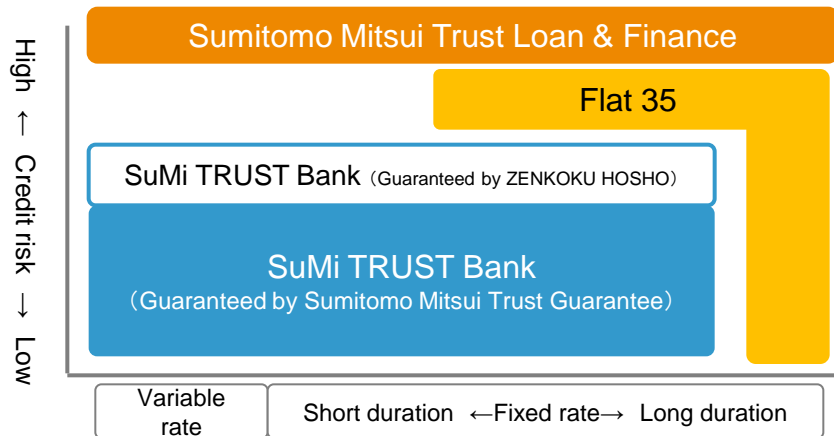 Sumitomo Mitsui Trust Loan & Finance
Flat 35
SuMi TRUST Bank（Guaranteed by ZENKOKU HOSHO）
SuMi TRUST Bank
（Guaranteed by Sumitomo Mitsui Trust Guarantee）
High ← Credit risk → Low
Variable
rate
Short duration ←Fixed rate→ Long duration